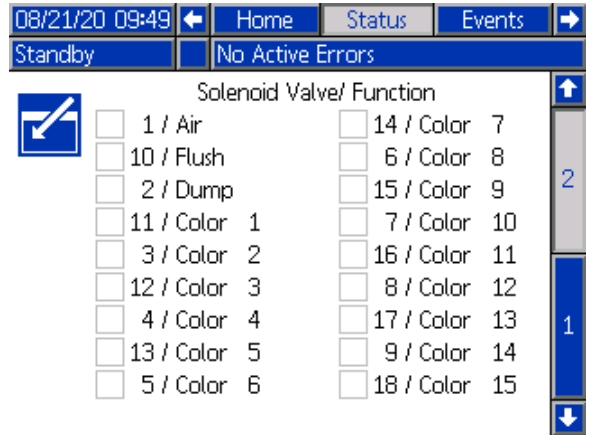 08/21/20 09:49 Home Status Events
Standby No Active Errors
Solenoid Valve/ Function
1 / Air
10 / Flush
2 / Dump
11 / Color 1
3 / Color 2
12 / Color 3
4 / Color 4
13 / Color 5
5 / Color 6
14 / Color 7
6 / Color 8
15 / Color 9
7 / Color 10
16 / Color 11
8 / Color 12
17 / Color 13
9 / Color 14
18 / Color 15
2
1